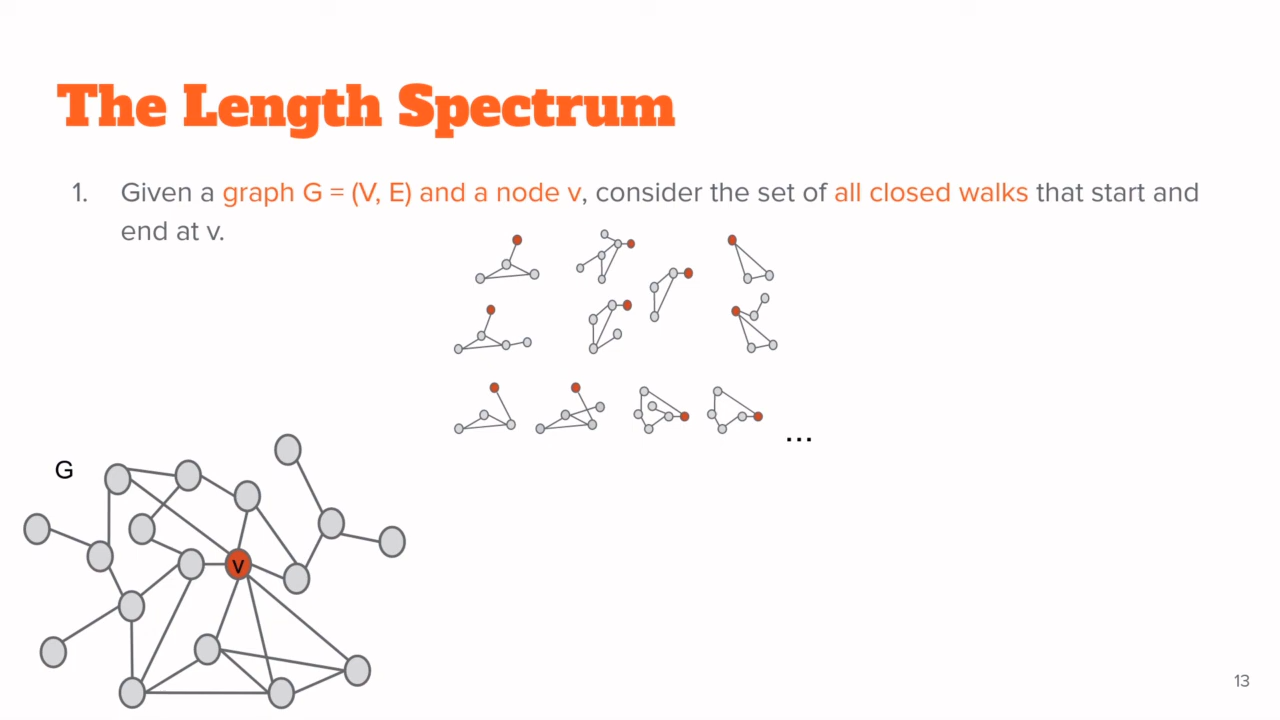 The Length Spectrum
1. Given a graph G = (V, E) and a node v, consider the set of all closed walks that start and
end at v.
...
G
v
13